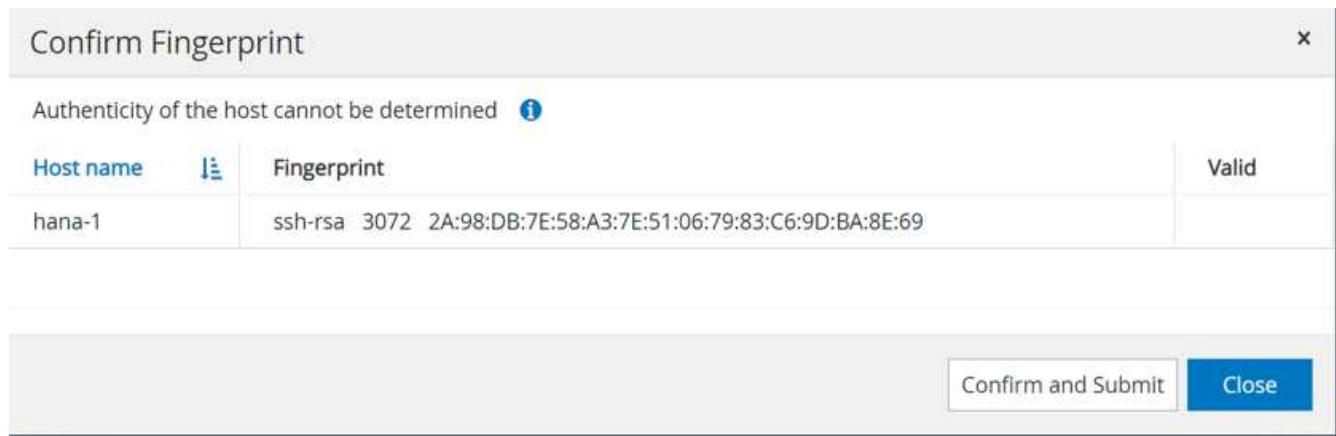 Confirm Fingerprint ×
Authenticity of the host cannot be determined
Host name Fingerprint Valid
hana-1 ssh-rsa 3072 2A:98:DB:7E:58:A3:7E:51:06:79:83:C6:9D:BA:8E:69
Confirm and Submit Close